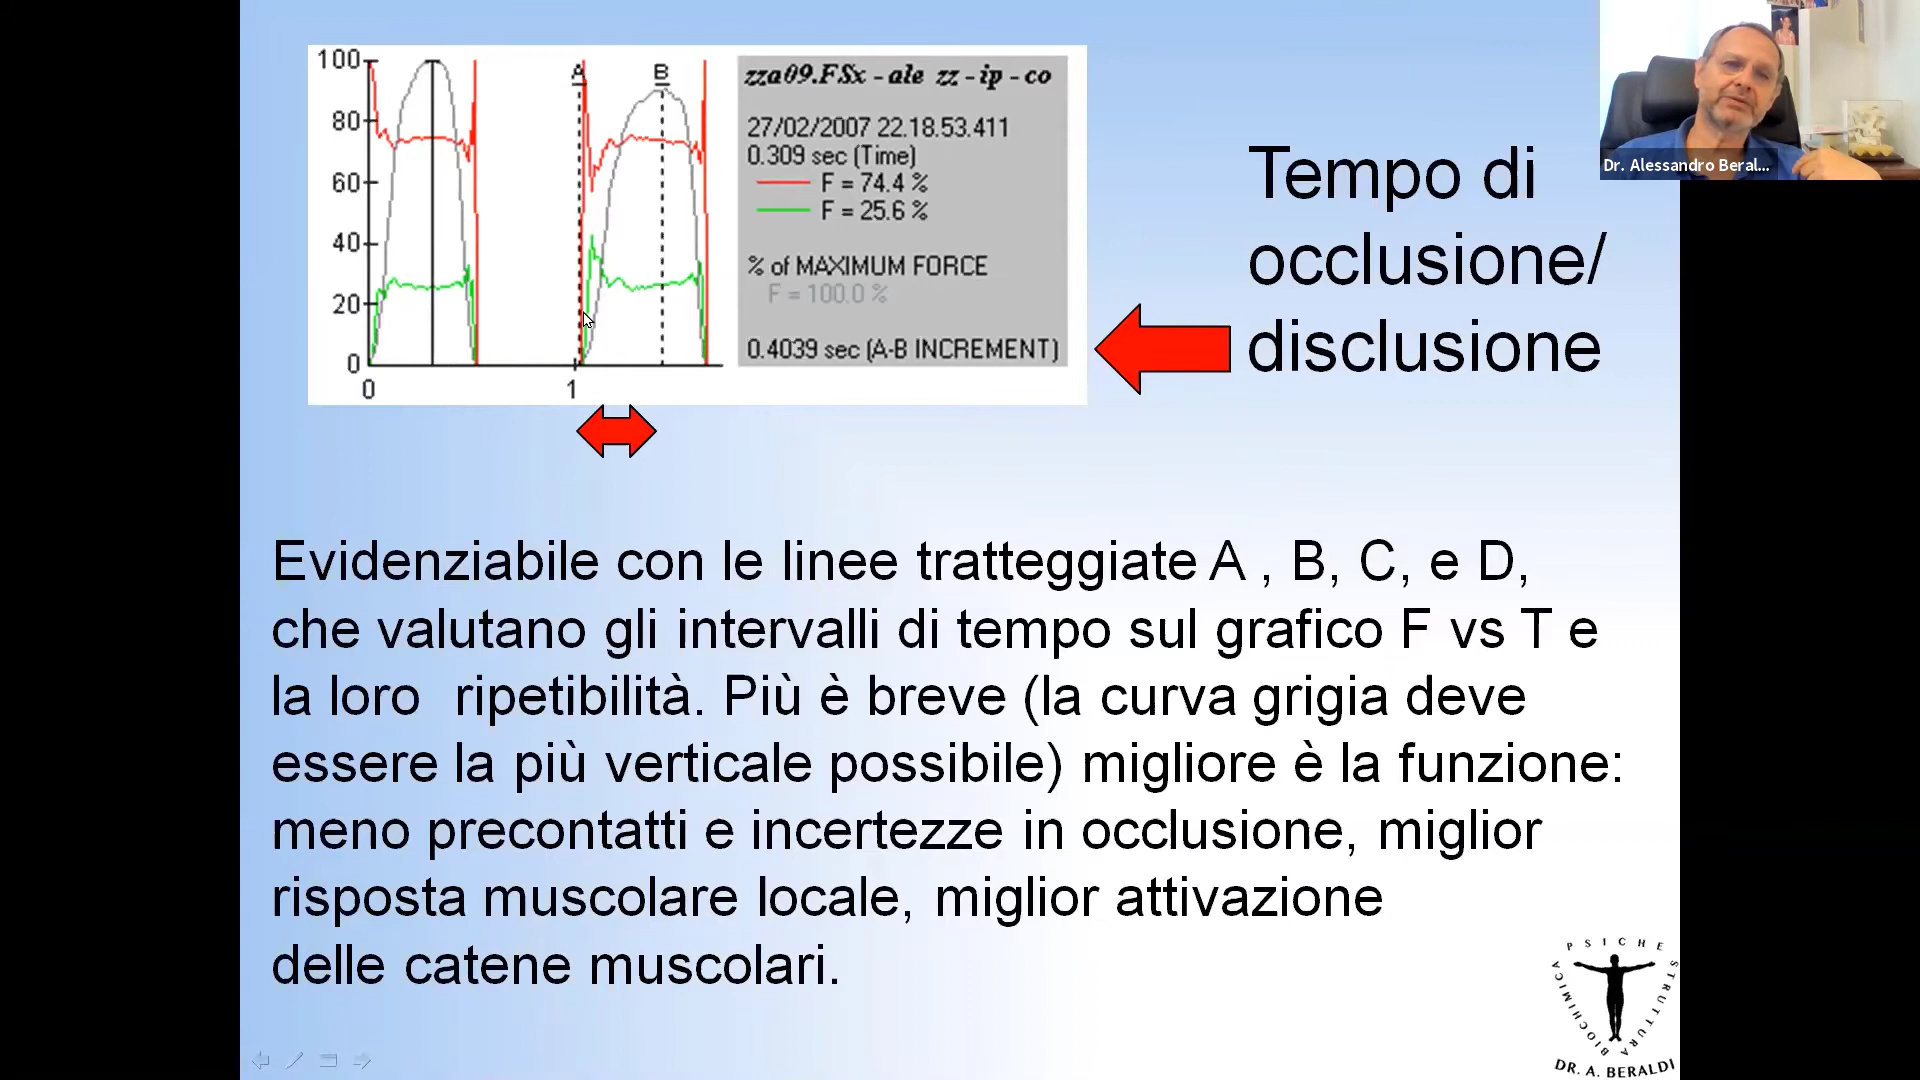 100
80
60
40
20
0
0
1
A
B
zza09.FSx - ale zz - ip - co
27/02/2007 22.18.53.411
0.309 sec (Time)
F = 74.4 %
F = 25.6 %
% of MAXIMUM FORCE
F = 100.0 %
0.4039 sec (A-B INCREMENT)
Tempo di
occlusione/
disclusione
Dr. Alessandro Beral...
Evidenziabile con le linee tratteggiate A , B, C, e D,
che valutano gli intervalli di tempo sul grafico F vs T e
la loro  ripetibilità. Più è breve (la curva grigia deve
essere la più verticale possibile) migliore è la funzione:
meno precontatti e incertezze in occlusione, miglior
risposta muscolare locale, miglior attivazione
delle catene muscolari.
PSICHE
STRUTTURA
BIOCHIMICA
DR. A. BERALDI